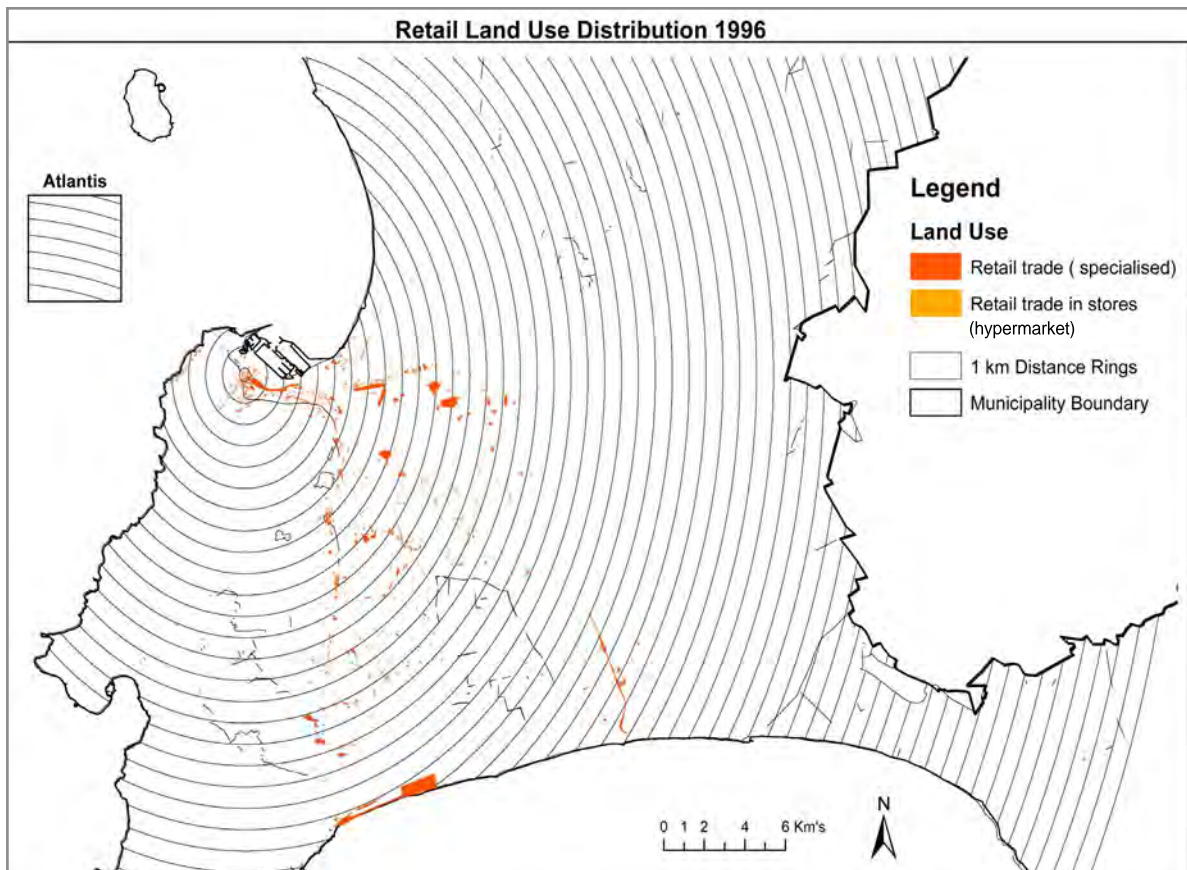 Retail Land Use Distribution 1996
Atlantis
Legend
Land Use
Retail trade ( specialised)
Retail trade in stores
(hypermarket)
1 km Distance Rings
Municipality Boundary
N
0 1 2 4 6 Km's